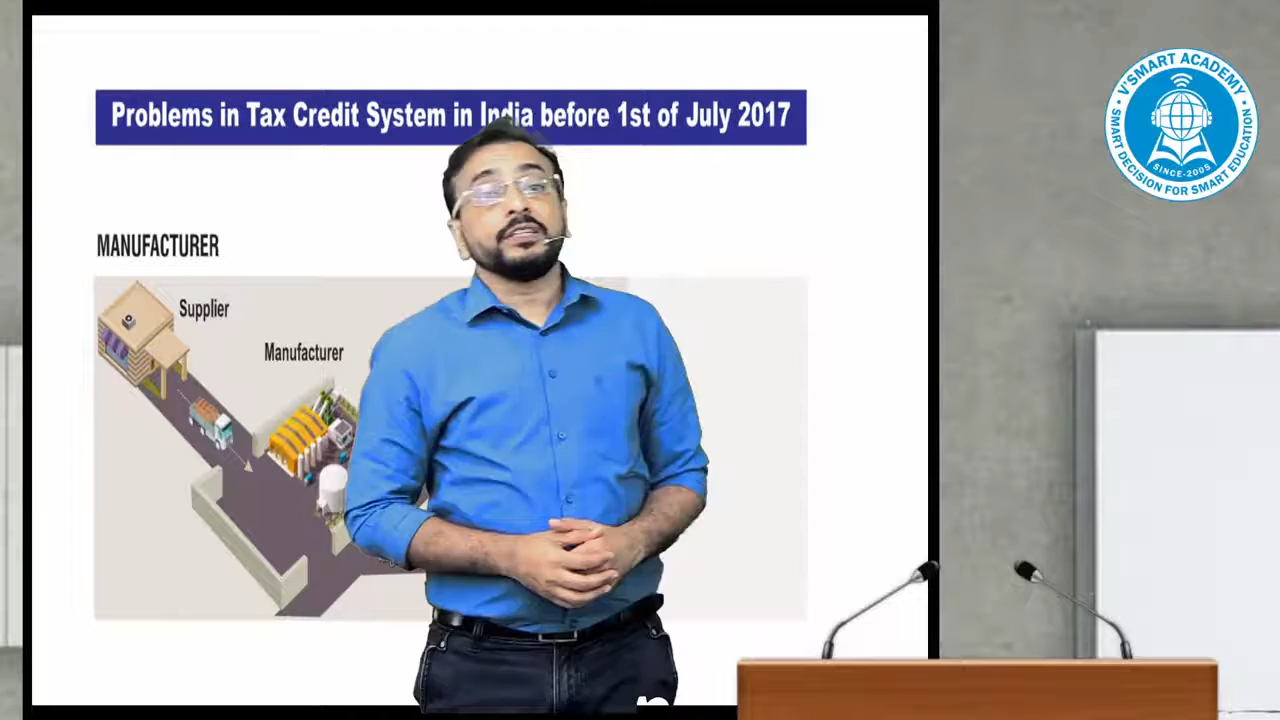 Problems in Tax Credit System in India before 1st of July 2017
MANUFACTURER
Supplier
Manufacturer
V'SMART ACADEMY
SINCE-2005
SMART DECISION FOR SMART EDUCATION